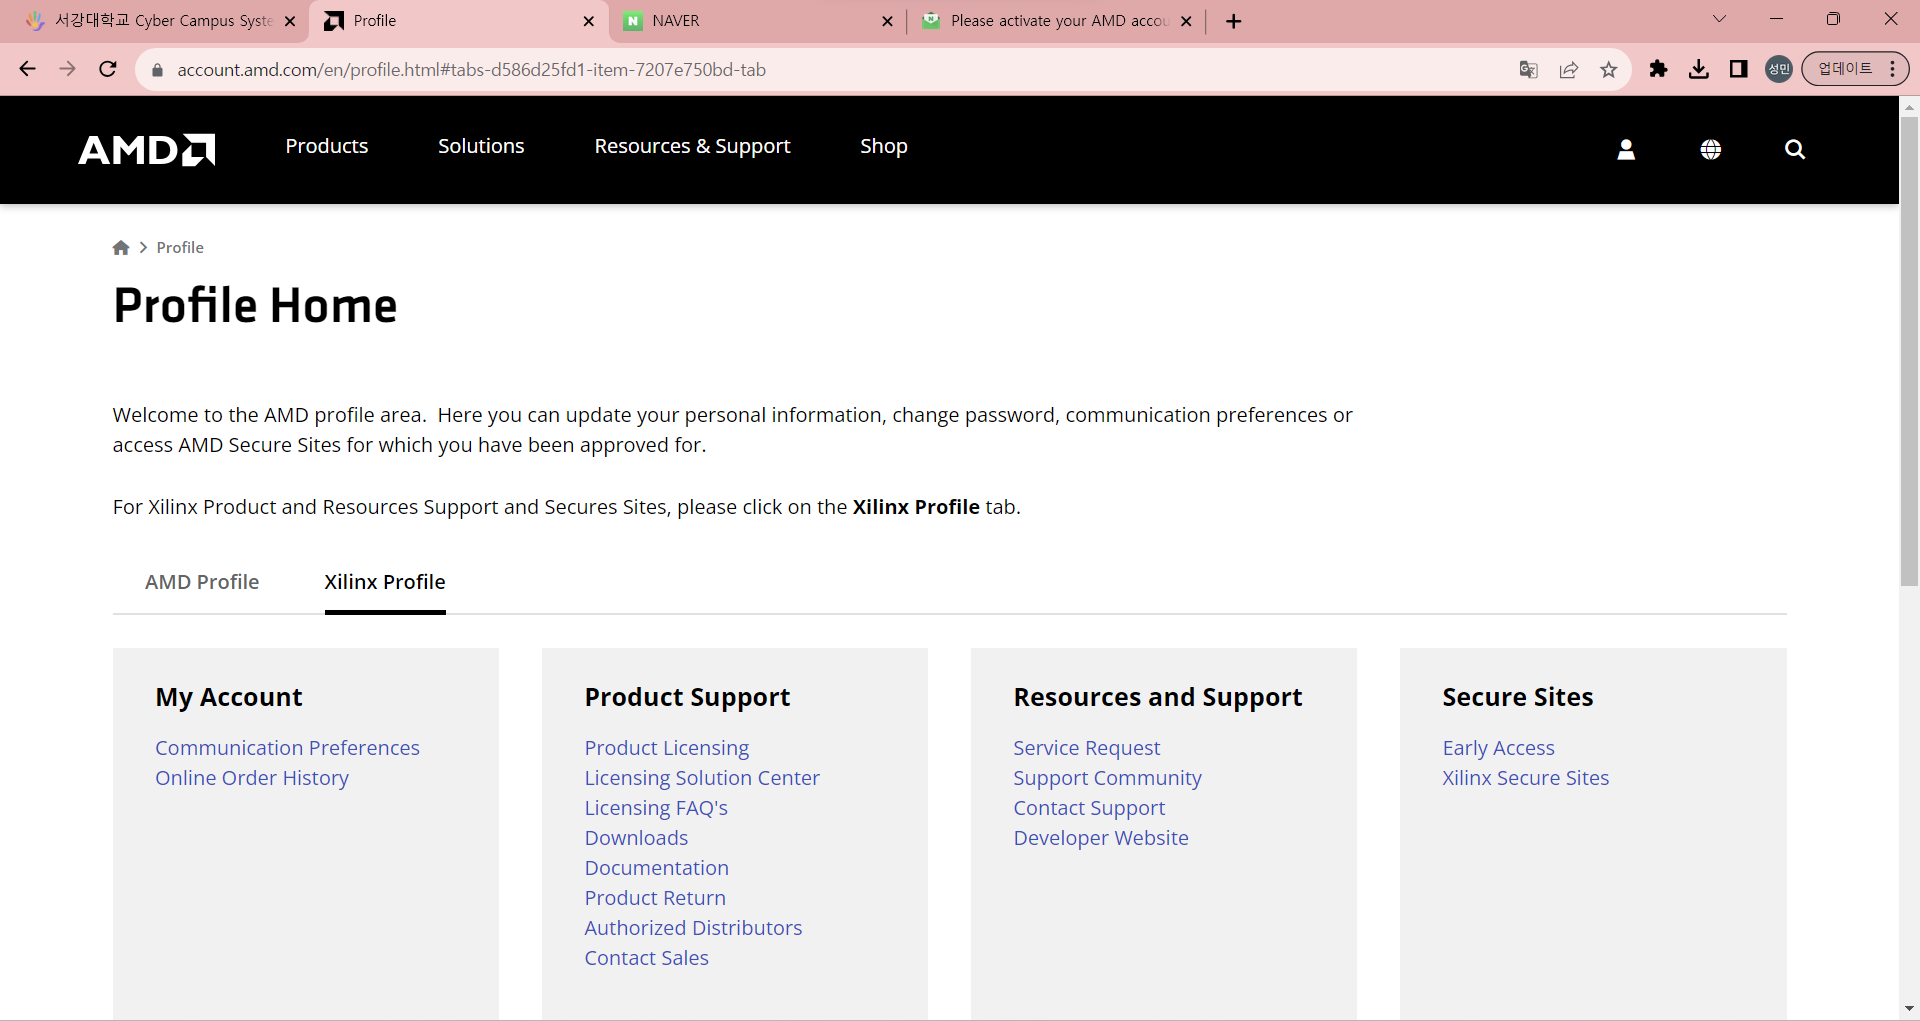 서강대학교 Cyber Campus Syste
Profile
NAVER
Please activate your AMD accou
account.amd.com/en/profile.html#tabs-d586d25fd1-item-7207e750bd-tab
성민
업데이트
AMD
Products
Solutions
Resources & Support
Shop
Profile
Profile Home
Welcome to the AMD profile area. Here you can update your personal information, change password, communication preferences or
access AMD Secure Sites for which you have been approved for.
For Xilinx Product and Resources Support and Secures Sites, please click on the Xilinx Profile tab.
AMD Profile
Xilinx Profile
My Account
Communication Preferences
Online Order History
Product Support
Product Licensing
Licensing Solution Center
Licensing FAQ's
Downloads
Documentation
Product Return
Authorized Distributors
Contact Sales
Resources and Support
Service Request
Support Community
Contact Support
Developer Website
Secure Sites
Early Access
Xilinx Secure Sites